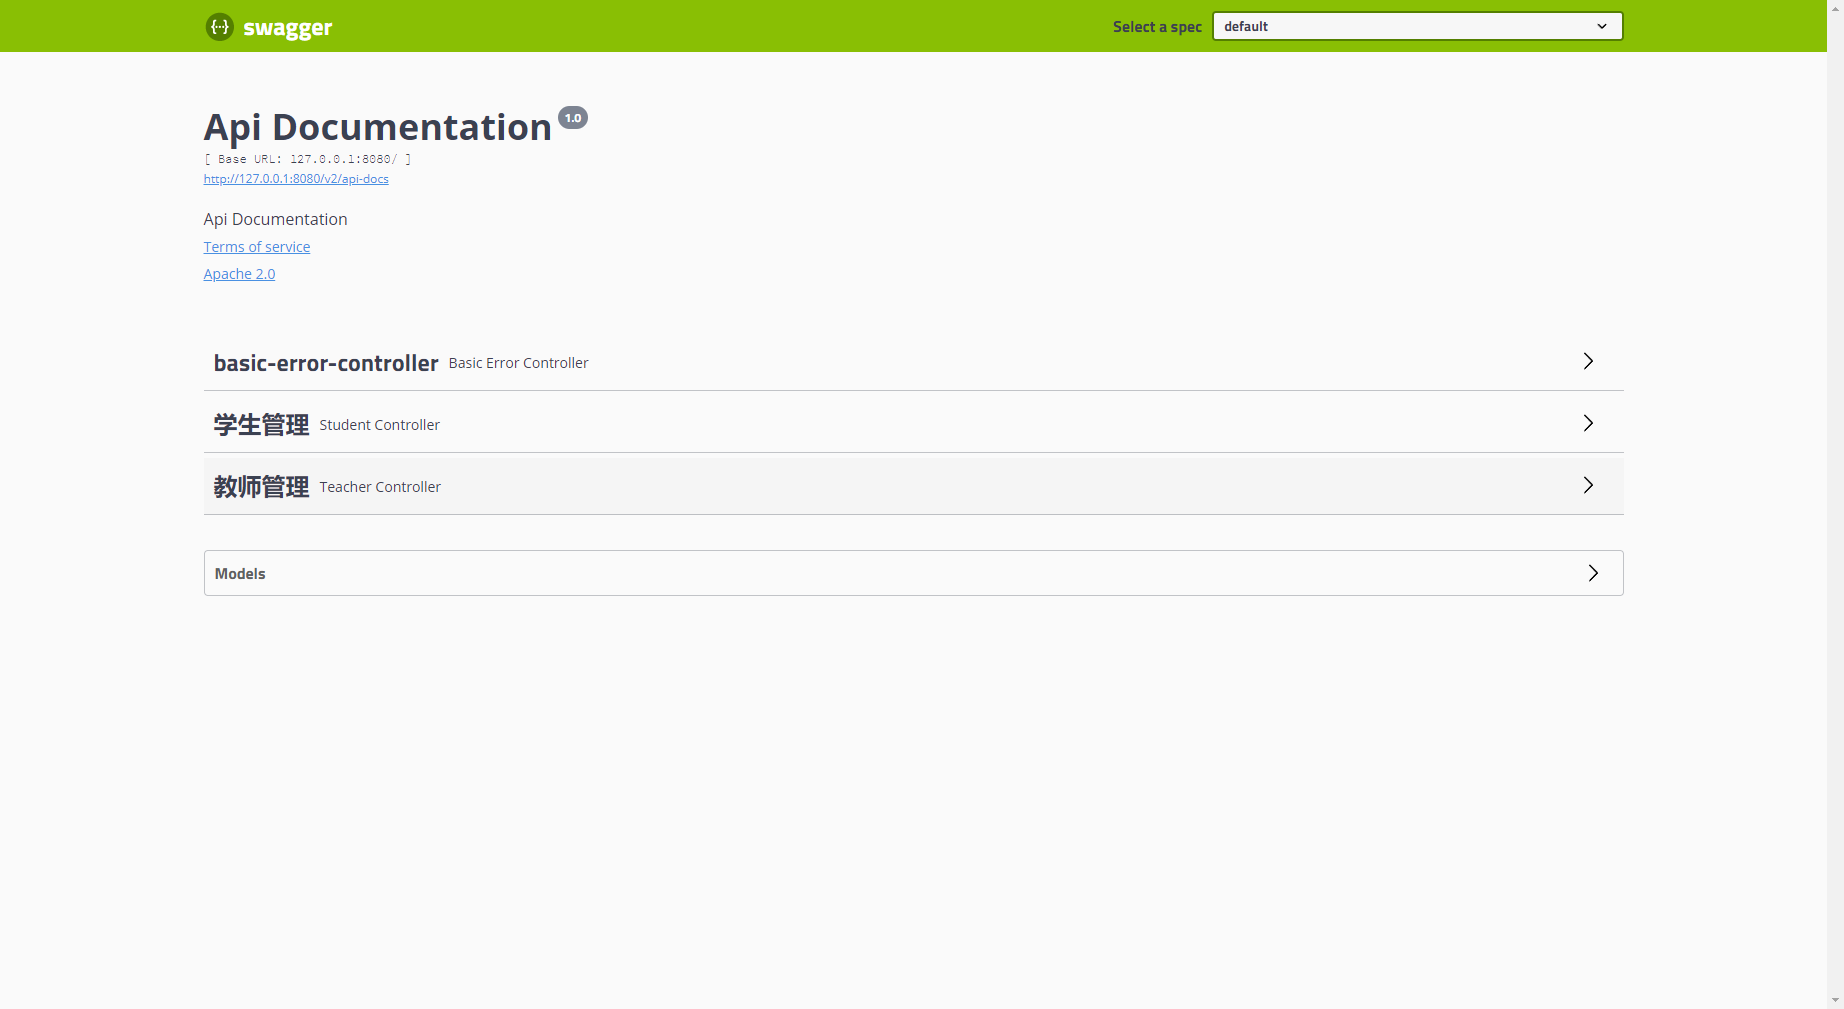 {···} swagger
Select a spec default
Api Documentation 1.0
[ Base URL: 127.0.0.1:8080/ ]
http://127.0.0.1:8080/v2/api-docs
Api Documentation
Terms of service
Apache 2.0
basic-error-controller Basic Error Controller
学生管理 Student Controller
教师管理 Teacher Controller
Models